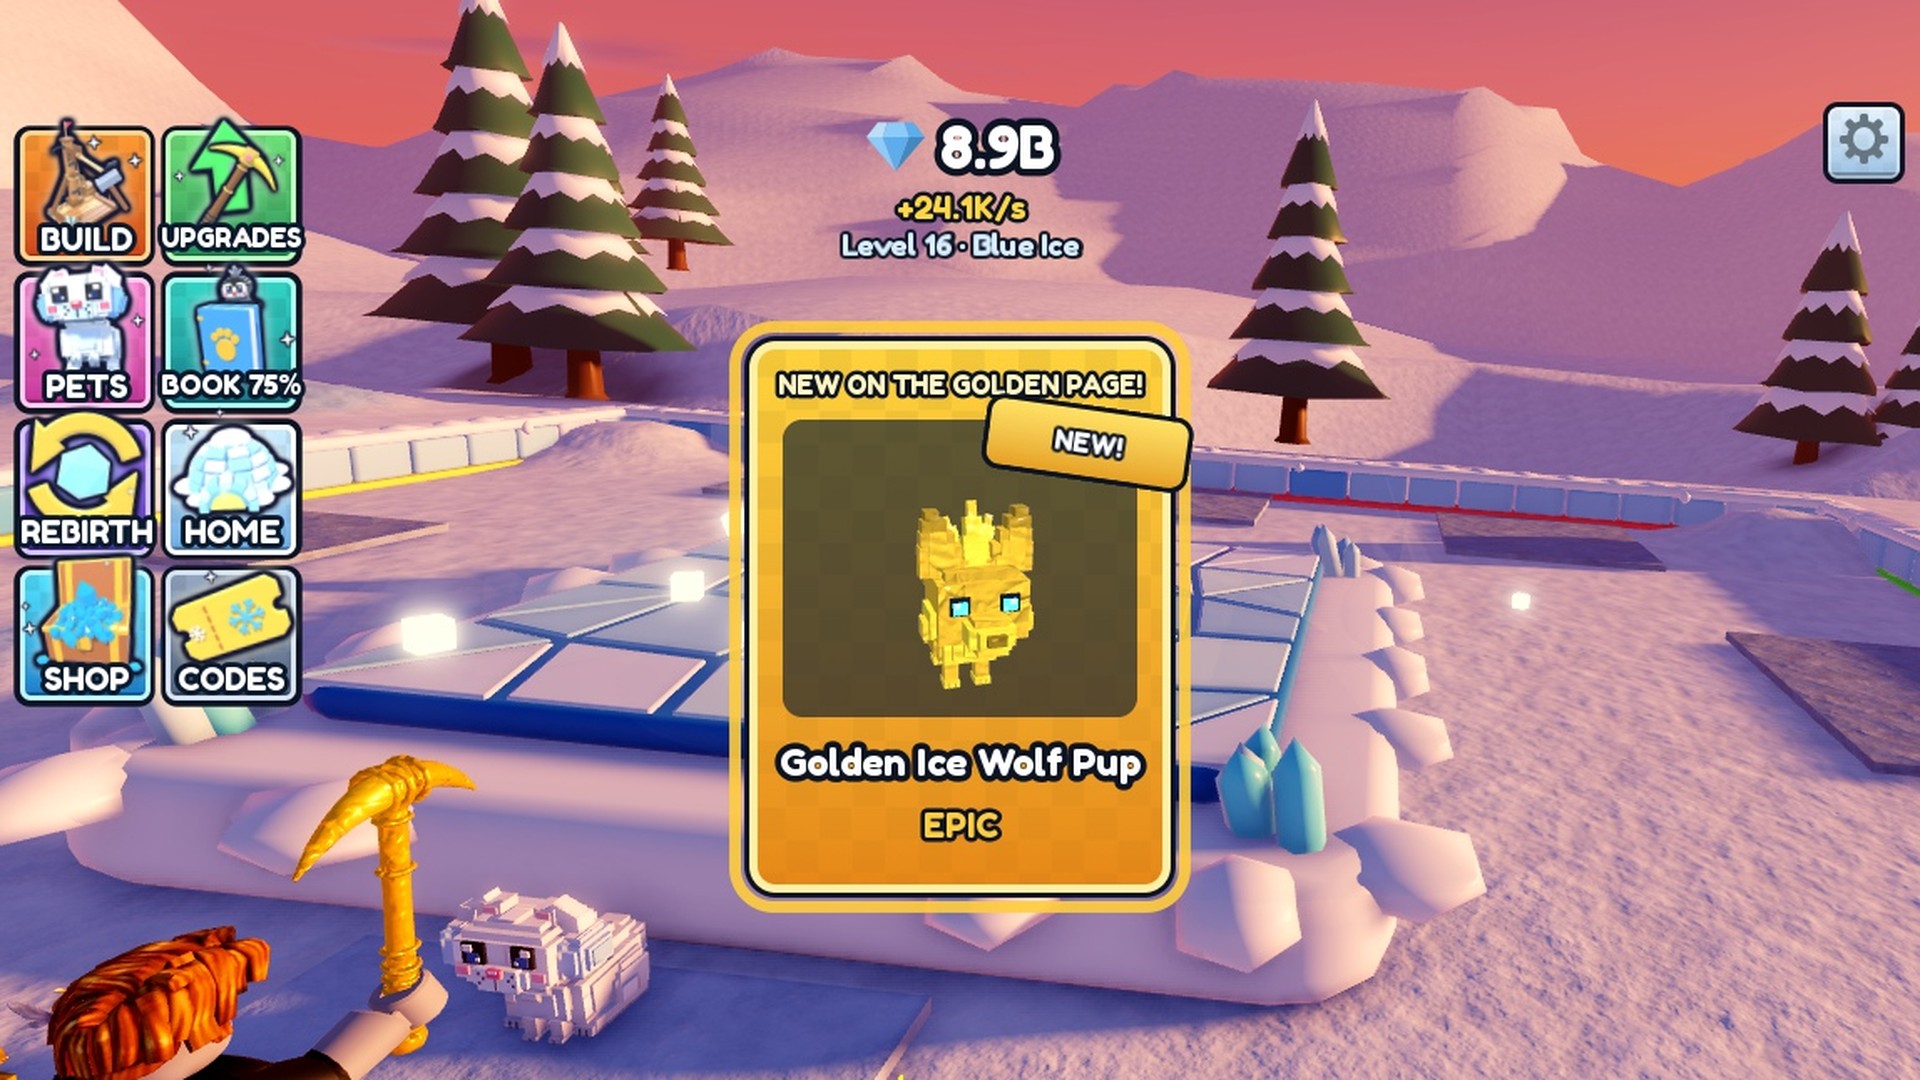 8.9B
+24.1K/s
Level 16 · Blue Ice
BUILD
UPGRADES
PETS
BOOK 75%
REBIRTH
HOME
SHOP
CODES
NEW ON THE GOLDEN PAGE!
NEW!
Golden Ice Wolf Pup
EPIC